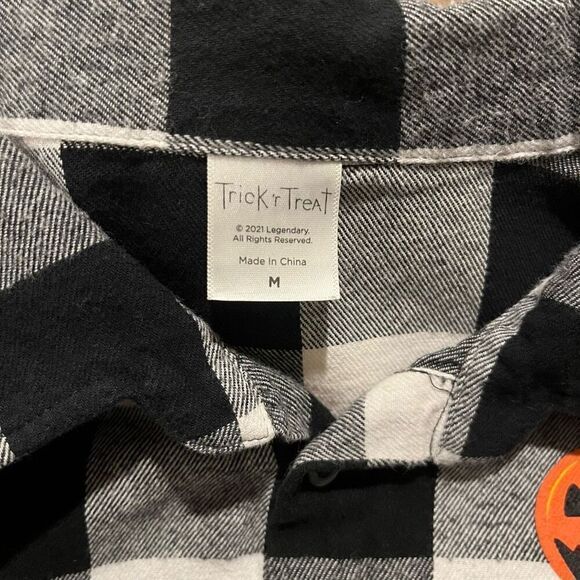 Trick 'r Treat
© 2021 Legendary.
All Rights Reserved.
Made in China
M